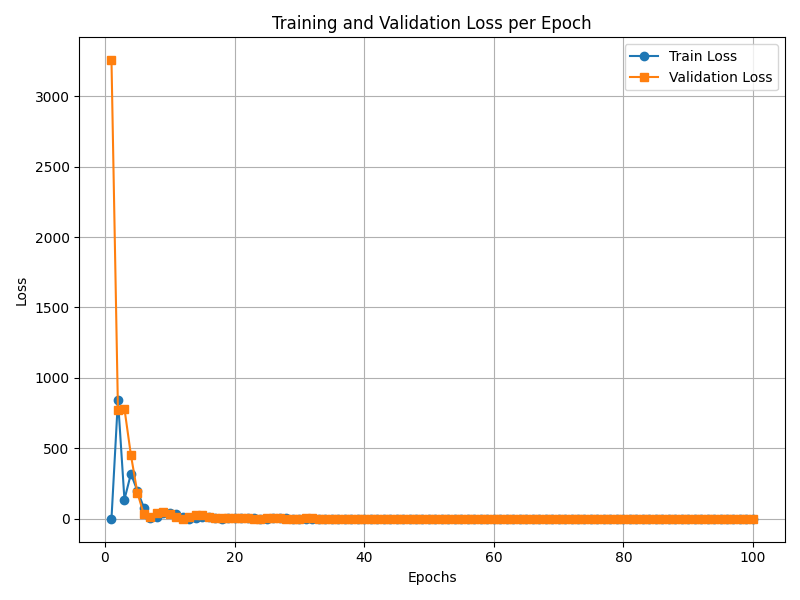 Training and Validation Loss per Epoch
Train Loss
Validation Loss
3000
2500
2000
1500
1000
500
0
Loss
0 20 40 60 80 100
Epochs